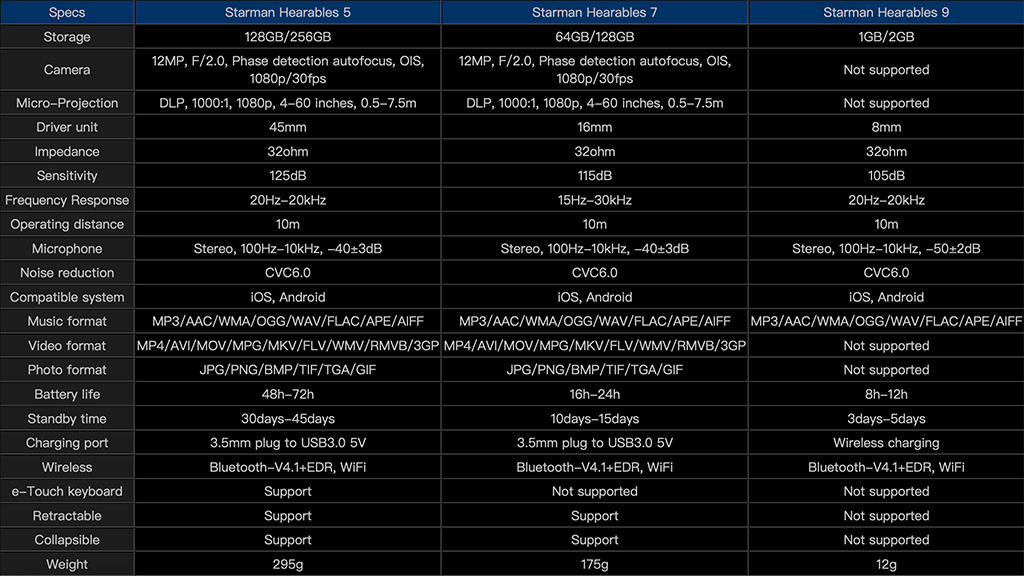 Specs Starman Hearables 5 Starman Hearables 7 Starman Hearables 9
Storage 128GB/256GB 64GB/128GB 1GB/2GB
Camera 12MP, F/2.0, Phase detection autofocus, OIS, 1080p/30fps 12MP, F/2.0, Phase detection autofocus, OIS, 1080p/30fps Not supported
Micro-Projection DLP, 1000:1, 1080p, 4-60 inches, 0.5-7.5m DLP, 1000:1, 1080p, 4-60 inches, 0.5-7.5m Not supported
Driver unit 45mm 16mm 8mm
Impedance 32ohm 32ohm 32ohm
Sensitivity 125dB 115dB 105dB
Frequency Response 20Hz-20kHz 15Hz-30kHz 20Hz-20kHz
Operating distance 10m 10m 10m
Microphone Stereo, 100Hz-10kHz, -40±3dB Stereo, 100Hz-10kHz, -40±3dB Stereo, 100Hz-10kHz, -50±2dB
Noise reduction CVC6.0 CVC6.0 CVC6.0
Compatible system iOS, Android iOS, Android iOS, Android
Music format MP3/AAC/WMA/OGG/WAV/FLAC/APE/AIFF MP3/AAC/WMA/OGG/WAV/FLAC/APE/AIFF MP3/AAC/WMA/OGG/WAV/FLAC/APE/AIFF
Video format MP4/AVI/MOV/MPG/MKV/FLV/WMV/RMVB/3GP MP4/AVI/MOV/MPG/MKV/FLV/WMV/RMVB/3GP Not supported
Photo format JPG/PNG/BMP/TIF/TGA/GIF JPG/PNG/BMP/TIF/TGA/GIF Not supported
Battery life 48h-72h 16h-24h 8h-12h
Standby time 30days-45days 10days-15days 3days-5days
Charging port 3.5mm plug to USB3.0 5V 3.5mm plug to USB3.0 5V Wireless charging
Wireless Bluetooth-V4.1+EDR, WiFi Bluetooth-V4.1+EDR, WiFi Bluetooth-V4.1+EDR, WiFi
e-Touch keyboard Support Not supported Not supported
Retractable Support Support Not supported
Collapsible Support Support Not supported
Weight 295g 175g 12g